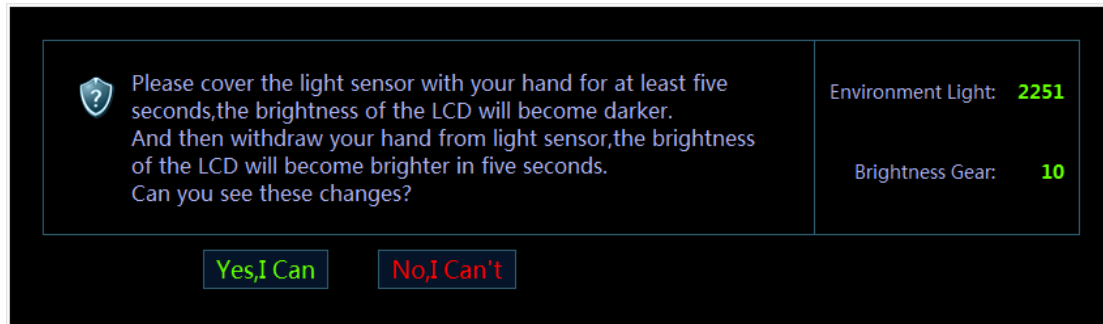 Please cover the light sensor with your hand for at least five
seconds,the brightness of the LCD will become darker.
And then withdraw your hand from light sensor,the brightness
of the LCD will become brighter in five seconds.
Can you see these changes?
Environment Light: 2251
Brightness Gear: 10
Yes,I Can
No,I Can't